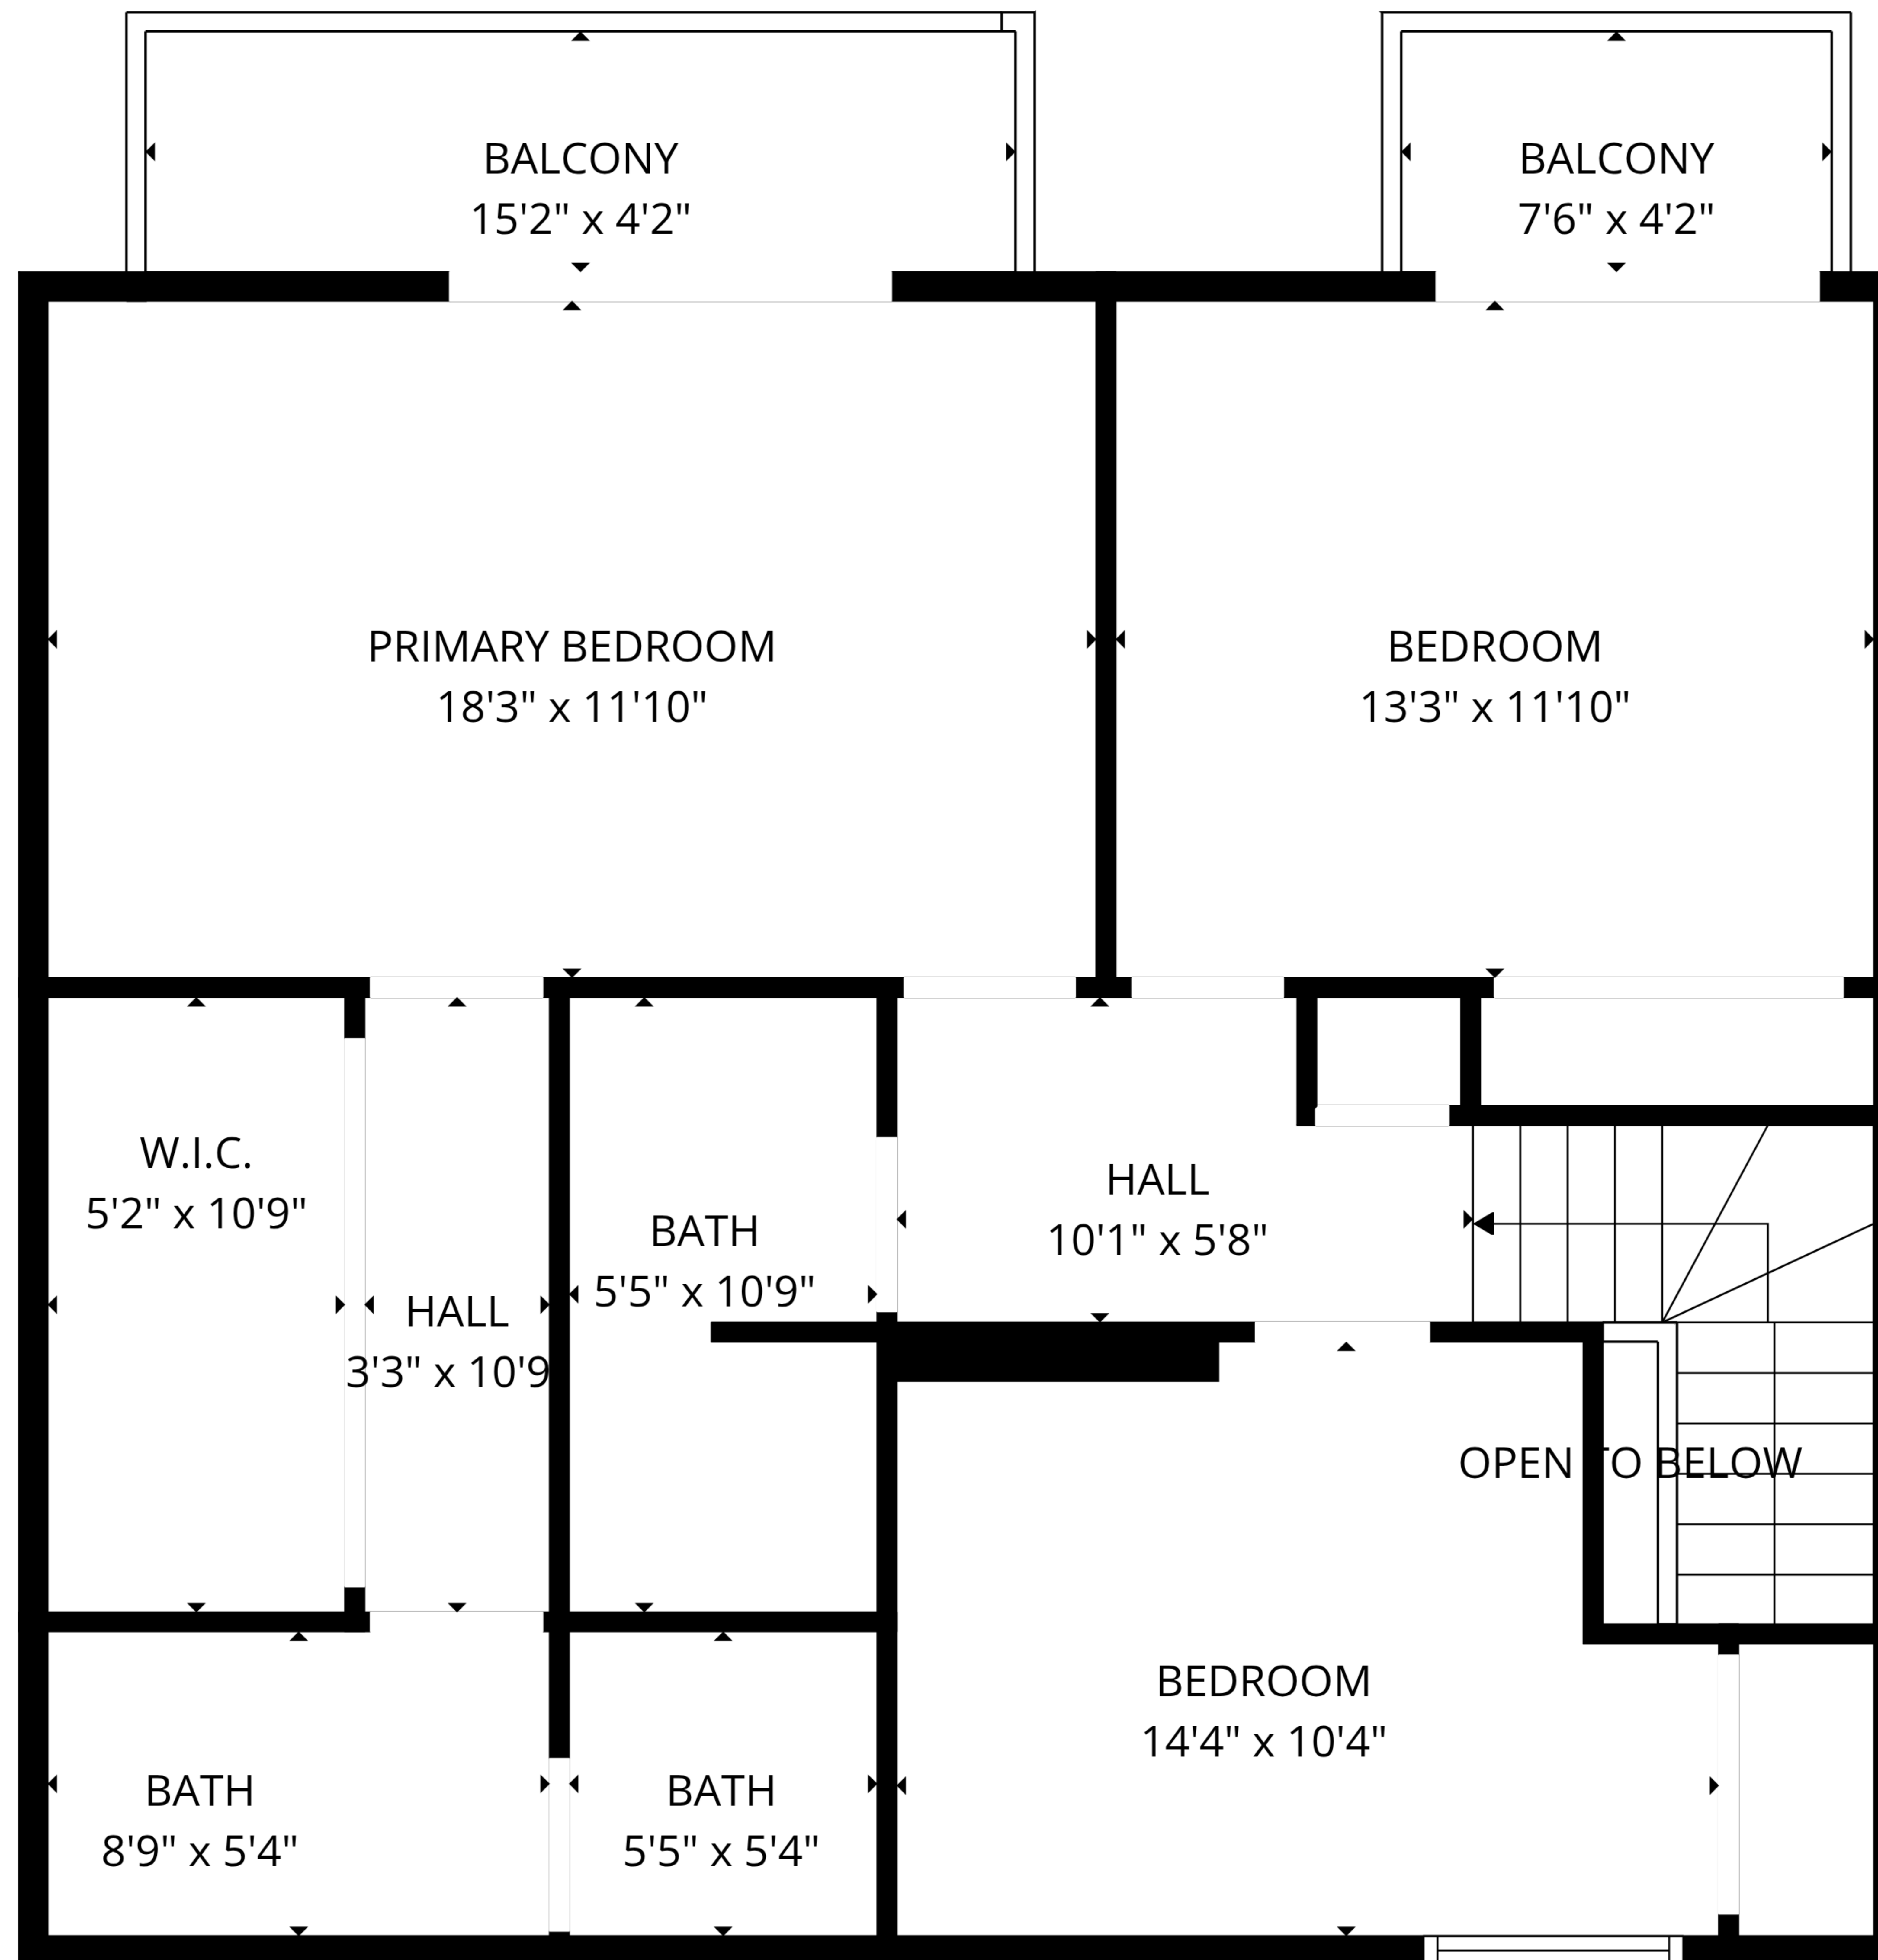 BALCONY
15'2" x 4'2"
BALCONY
7'6" x 4'2"
PRIMARY BEDROOM
18'3" x 11'10"
BEDROOM
13'3" x 11'10"
W.I.C.
5'2" x 10'9"
HALL
3'3" x 10'9
BATH
5'5" x 10'9"
HALL
10'1" x 5'8"
OPEN TO BELOW
BEDROOM
14'4" x 10'4"
BATH
8'9" x 5'4"
BATH
5'5" x 5'4"